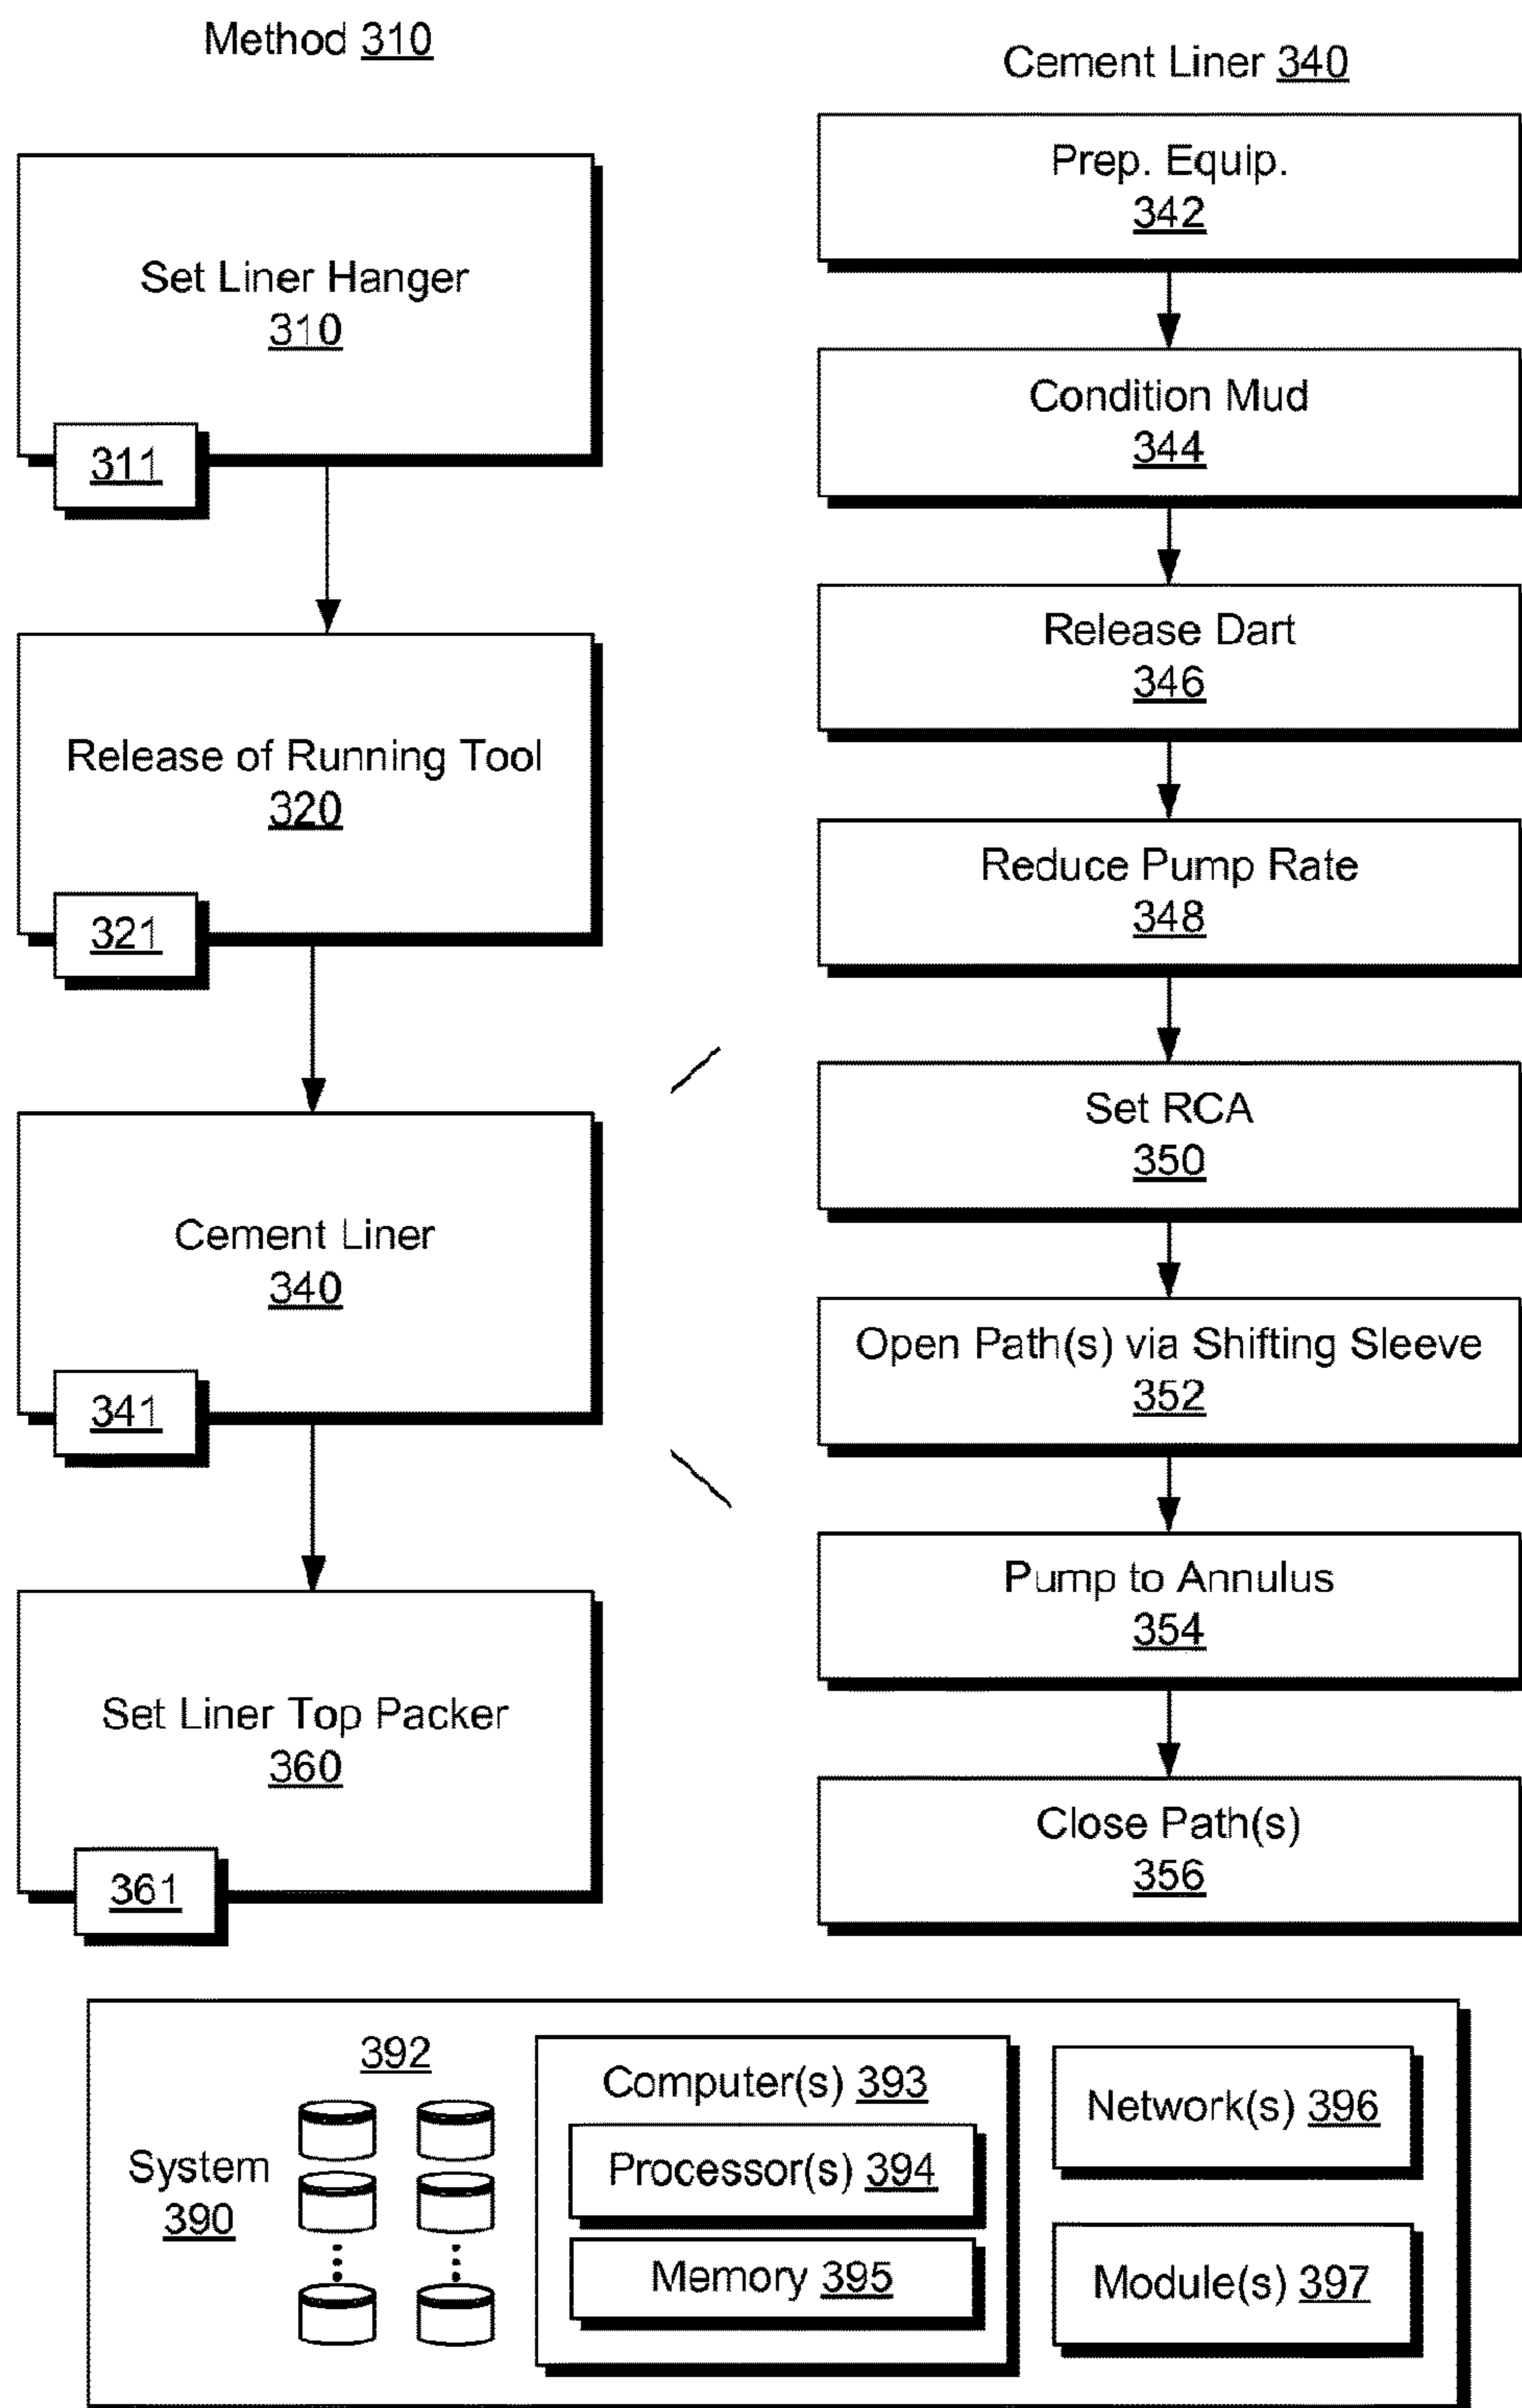 Method 310
Set Liner Hanger
310
311
Release of Running Tool
320
321
Cement Liner
340
341
Set Liner Top Packer
360
361
Cement Liner 340
Prep. Equip.
342
Condition Mud
344
Release Dart
346
Reduce Pump Rate
348
Set RCA
350
Open Path(s) via Shifting Sleeve
352
Pump to Annulus
354
Close Path(s)
356
System
390
392
Computer(s) 393
Processor(s) 394
Memory 395
Network(s) 396
Module(s) 397